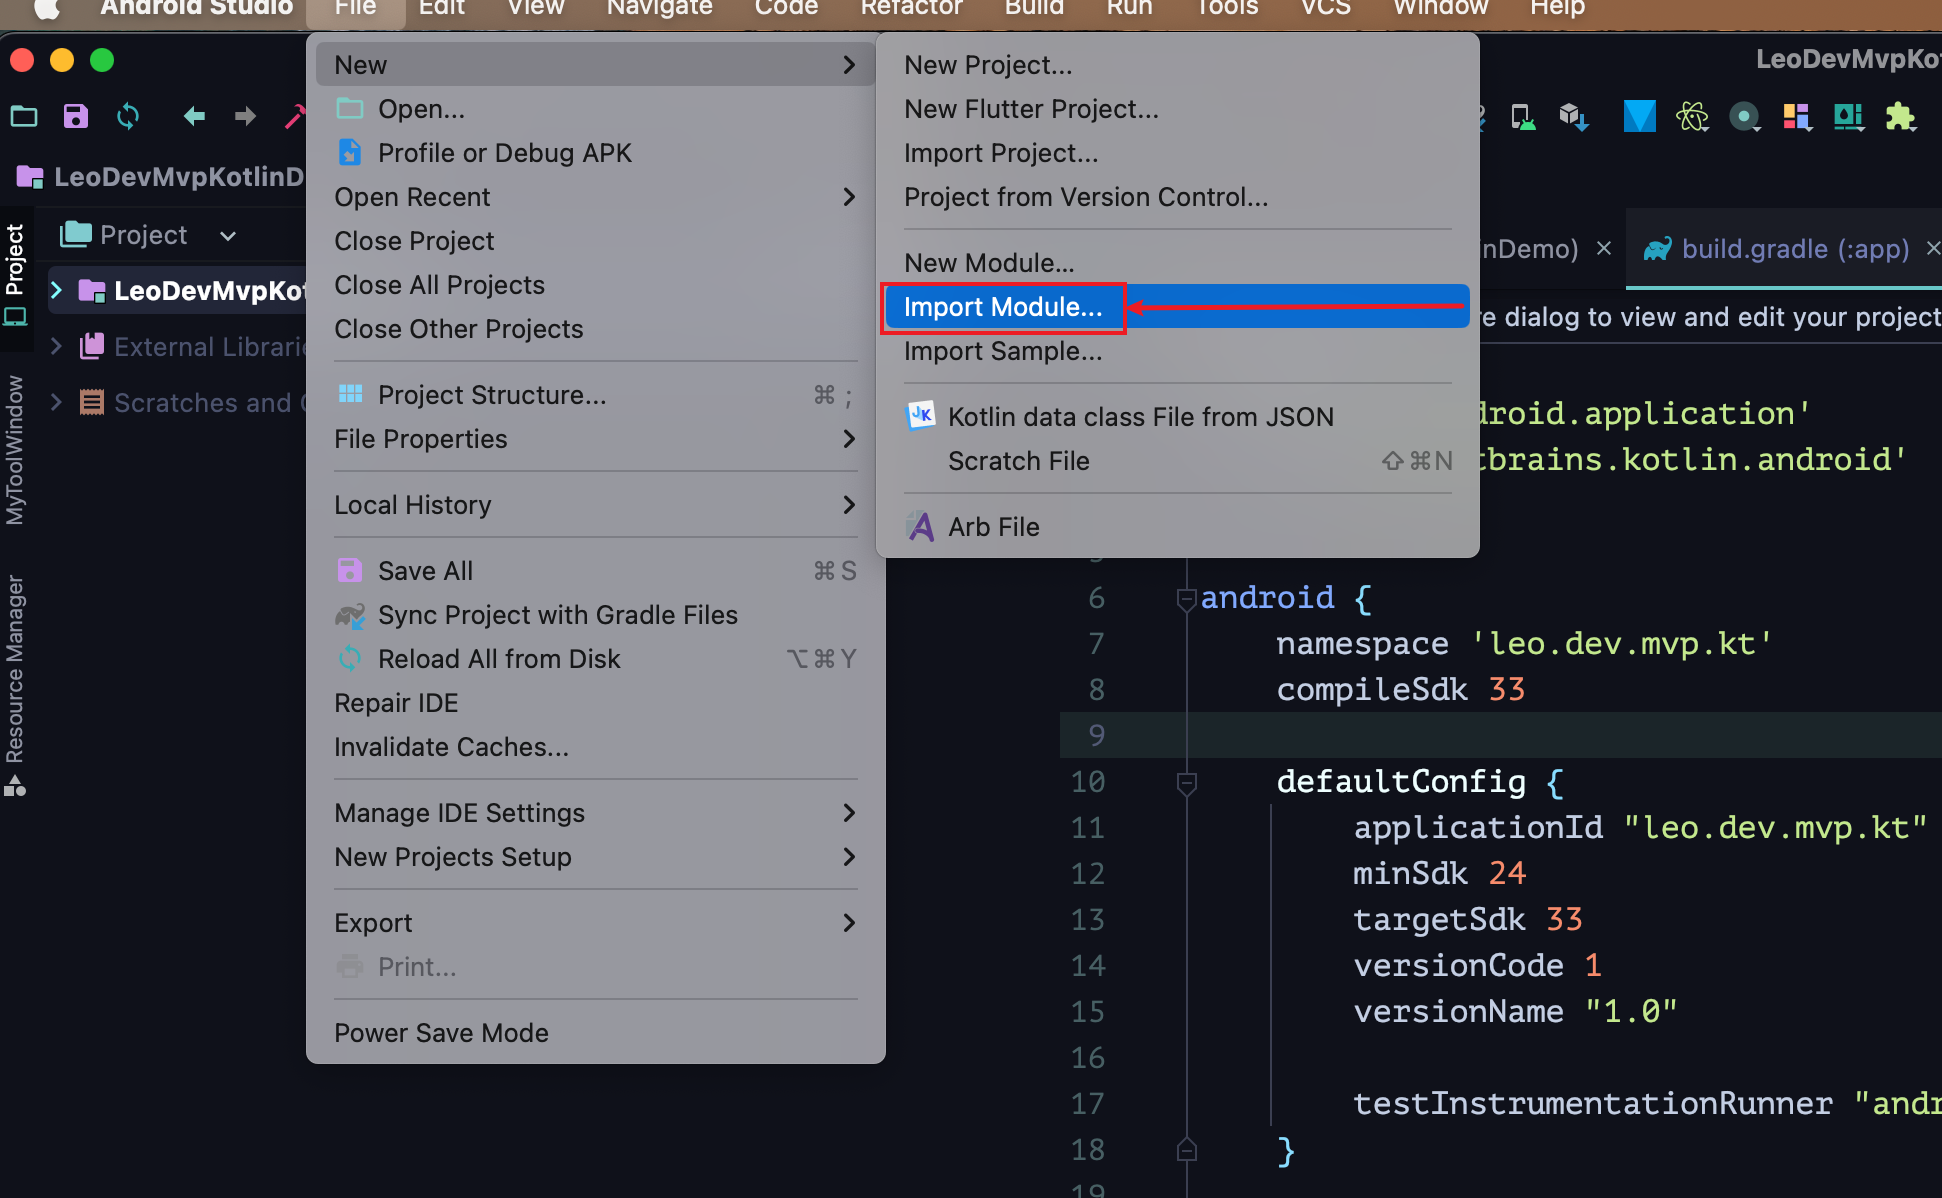 Android Studio File Edit View Navigate Code Refactor Build Run Tools VCS Window Help
LeoDevMvpKot
LeoDevMvpKotlinD
Project
Project
LeoDevMvpKot
External Librarie
Scratches and
MyToolWindow
Resource Manager
New
Open...
Profile or Debug APK
Open Recent
Close Project
Close All Projects
Close Other Projects
Project Structure... ⌘ ;
File Properties
Local History
Save All ⌘ S
Sync Project with Gradle Files
Reload All from Disk ⌥ ⌘ Y
Repair IDE
Invalidate Caches...
Manage IDE Settings
New Projects Setup
Export
Print...
Power Save Mode
New Project...
New Flutter Project...
Import Project...
Project from Version Control...
New Module...
Import Module...
Import Sample...
Kotlin data class File from JSON
Scratch File ⇧⌘N
Arb File
inDemo) × build.gradle (:app) ×
re dialog to view and edit your project
droid.application'
tbrains.kotlin.android'
6 android {
7 namespace 'leo.dev.mvp.kt'
8 compileSdk 33
9
10 defaultConfig {
11 applicationId "leo.dev.mvp.kt"
12 minSdk 24
13 targetSdk 33
14 versionCode 1
15 versionName "1.0"
16
17 testInstrumentationRunner "andr
18 }
19